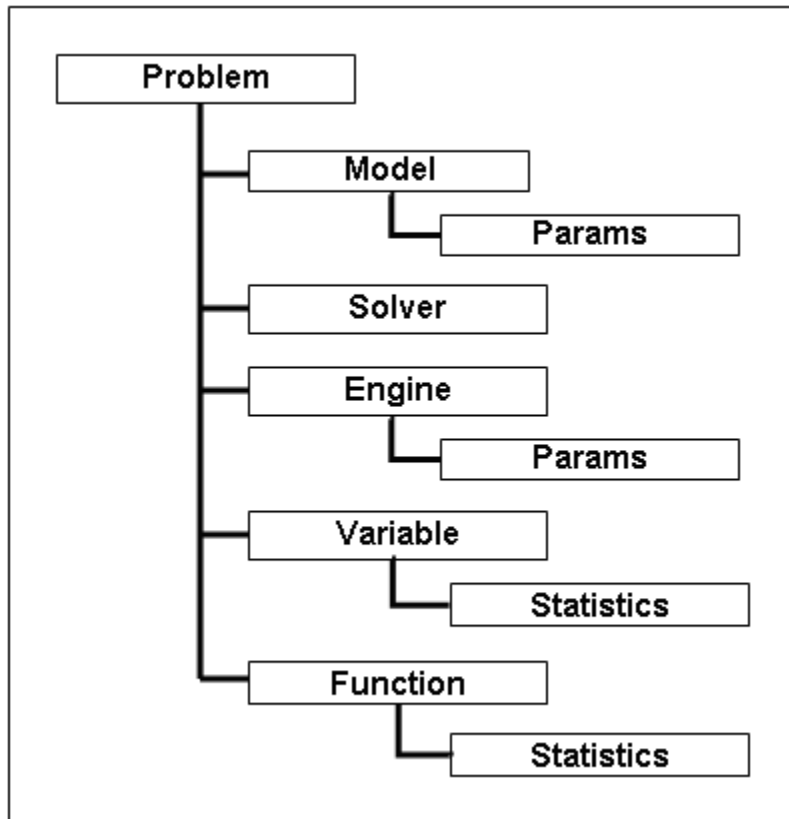 Problem
Model
Params
Solver
Engine
Params
Variable
Statistics
Function
Statistics